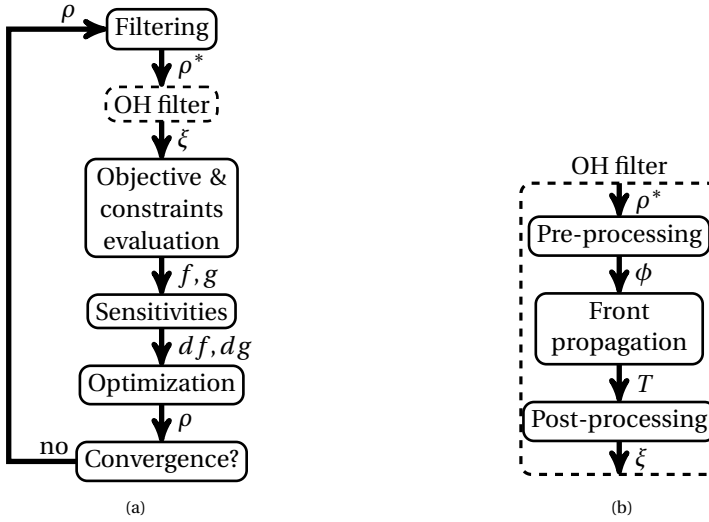 ρ
Filtering
ρ*
OH filter
ξ
Objective &
constraints
evaluation
f, g
Sensitivities
df, dg
Optimization
ρ
no
Convergence?
(a)
OH filter
ρ*
Pre-processing
ϕ
Front
propagation
T
Post-processing
ξ
(b)